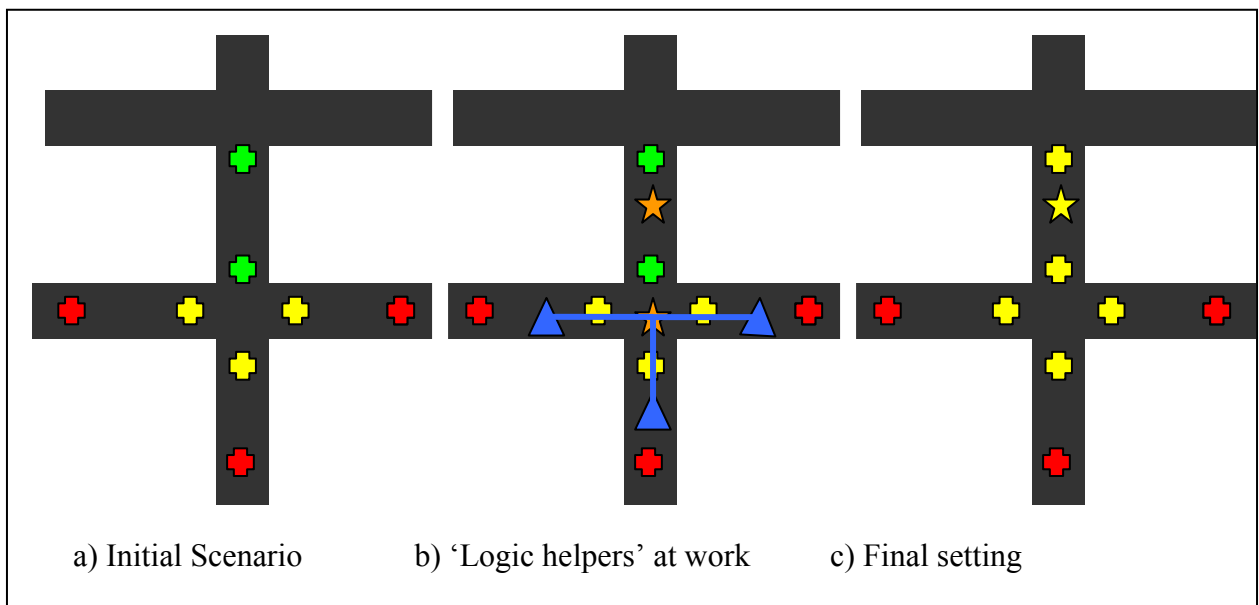 a) Initial Scenario b) ‘Logic helpers’ at work c) Final setting